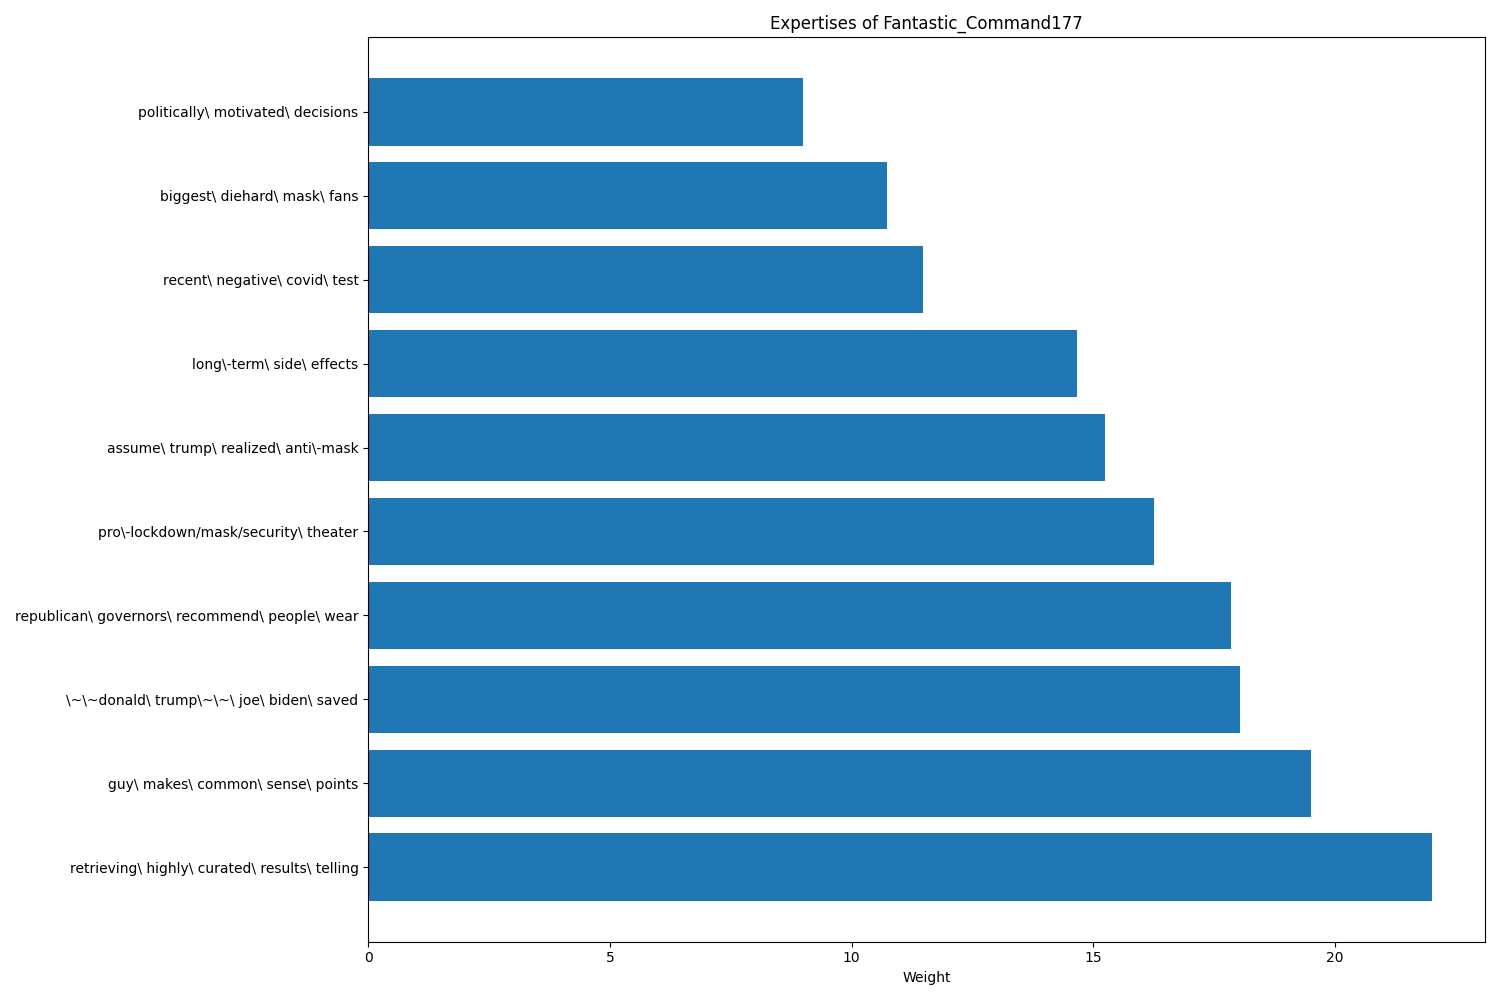 Expertises of Fantastic_Command177
politically\ motivated\ decisions
biggest\ diehard\ mask\ fans
recent\ negative\ covid\ test
long\-term\ side\ effects
assume\ trump\ realized\ anti\-mask
pro\-lockdown/mask/security\ theater
republican\ governors\ recommend\ people\ wear
\~\~donald\ trump\~\~\ joe\ biden\ saved
guy\ makes\ common\ sense\ points
retrieving\ highly\ curated\ results\ telling
0 5 10 15 20
Weight